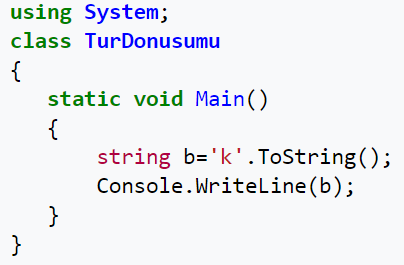 using System;
class TurDonusumu
{
static void Main()
{
string b='k'.ToString();
Console.WriteLine(b);
}
}